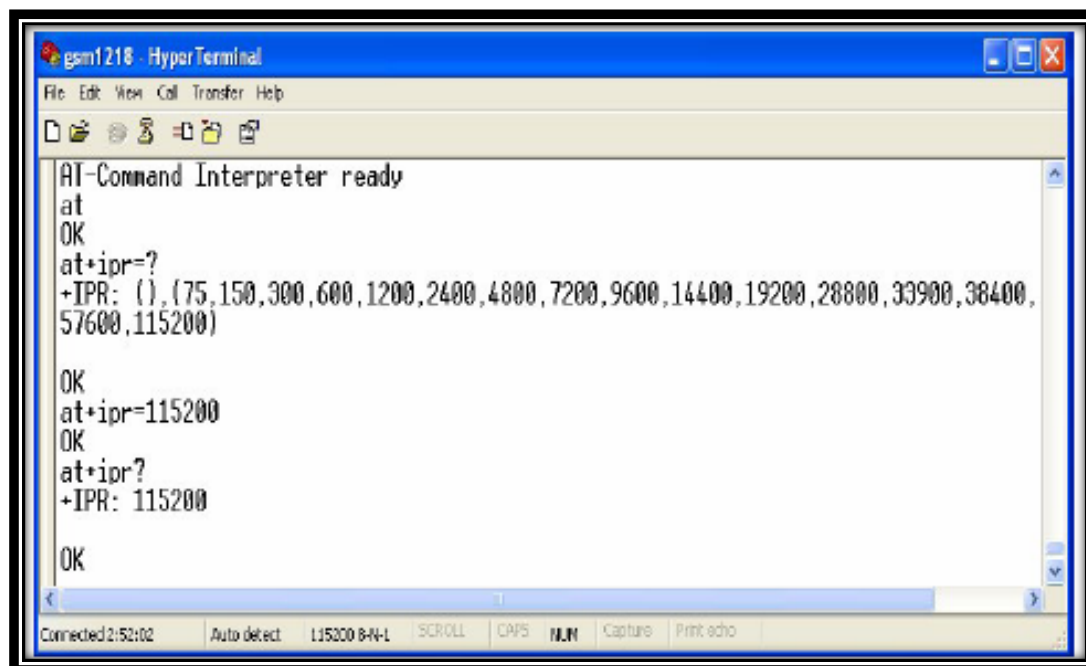 gsm1218 - HyperTerminal
File Edit View Call Transfer Help
AT-Command Interpreter ready
at
OK
at+ipr=?
+IPR: (),(75,150,300,600,1200,2400,4800,7200,9600,14400,19200,28800,33900,38400,
57600,115200)
OK
at+ipr=115200
OK
at+ipr?
+IPR: 115200
OK
Connected 2:52:02 Auto detect 115200 8-N-1 SCROLL CAPS NUM Capture Print echo